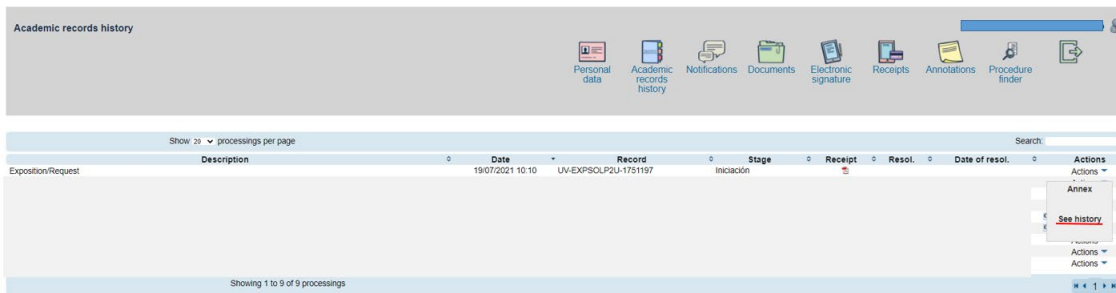 Academic records history
Personal data
Academic records history
Notifications
Documents
Electronic signature
Receipts
Annotations
Procedure finder
Show 20 processings per page
Search:
Description Date Record Stage Receipt Resol. Date of resol. Actions
Exposition/Request 19/07/2021 10:10 UV-EXPSOLP2U-1751197 Iniciación Actions
Annex
See history
Actions
Actions
Showing 1 to 9 of 9 processings
1